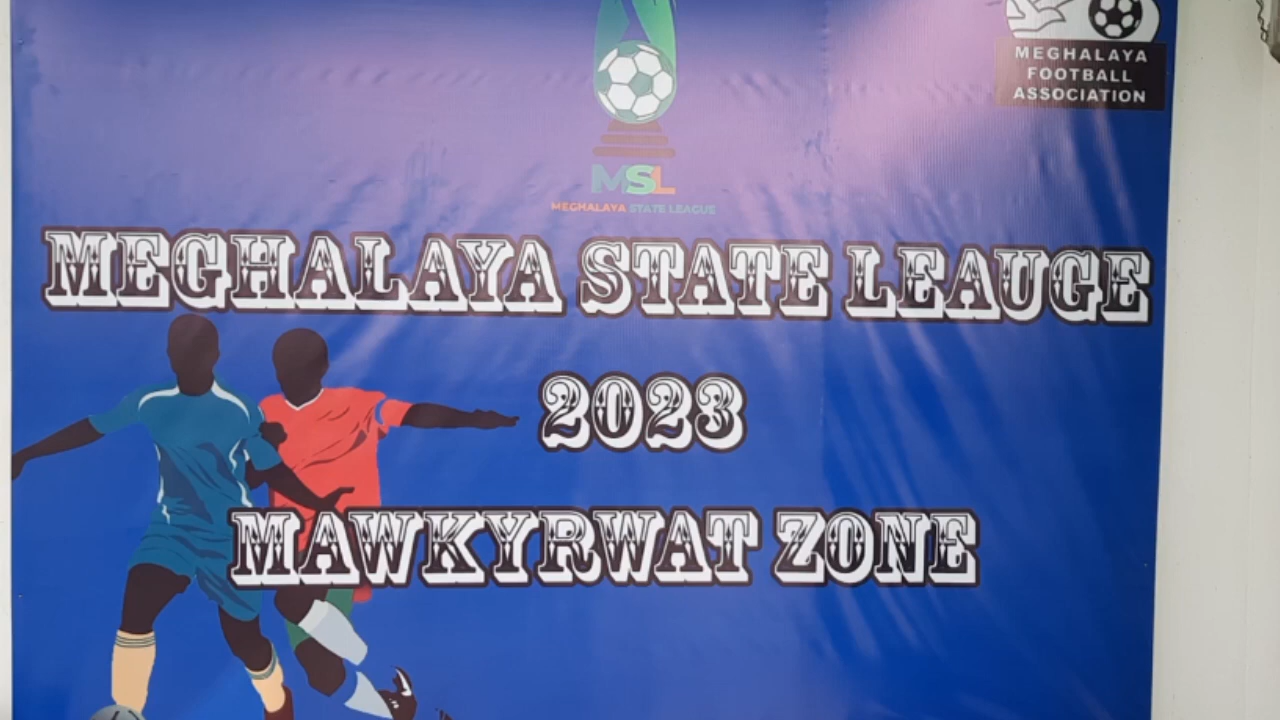 MEGHALAYA
FOOTBALL
ASSOCIATION
MSL
MEGHALAYA STATE LEAGUE
MEGHALAYA STATE LEAUGE
2023
MAWKYRWAT ZONE